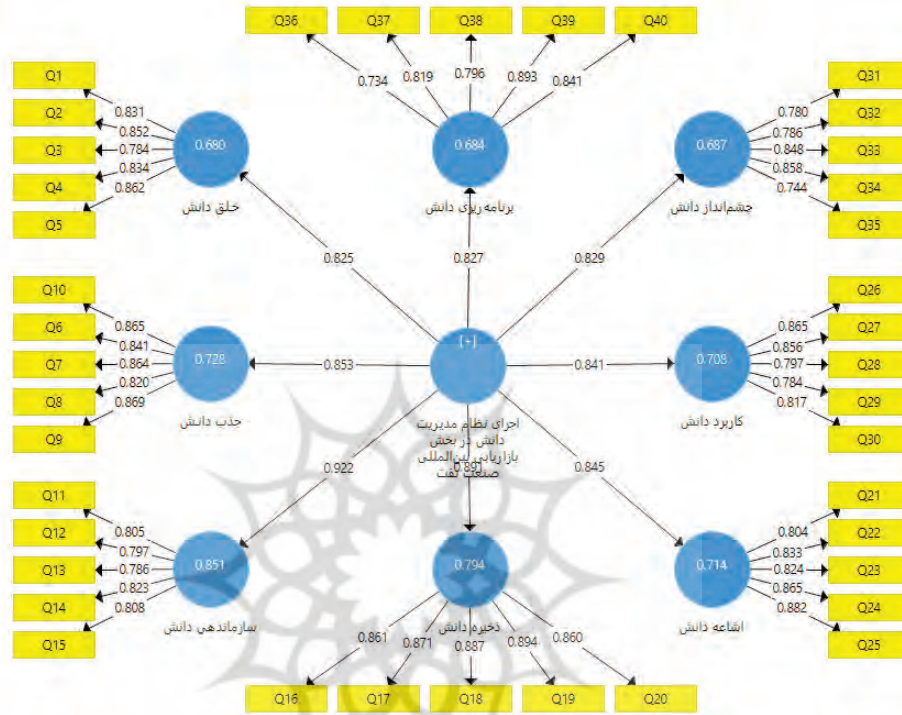 Q36
Q37
Q38
Q39
Q40
0.734
0.819
0.796
0.893
0.841
Q1
Q2
Q3
Q4
Q5
0.831
0.852
0.784
0.834
0.862
0.680
خلق دانش
0.684
برنامه ریزی دانش
0.687
چشم‌انداز دانش
0.780
0.786
0.848
0.858
0.744
Q31
Q32
Q33
Q34
Q35
0.825
0.827
0.829
Q10
Q6
Q7
Q8
Q9
0.865
0.841
0.864
0.820
0.869
0.728
جذب دانش
0.853
[+]
اجرای نظام مدیریت
دانش در بخش
بازاریابی بین‌المللی
صنعت نفت
0.841
0.708
کاربرد دانش
0.865
0.856
0.797
0.784
0.817
Q26
Q27
Q28
Q29
Q30
0.922
0.891
0.845
Q11
Q12
Q13
Q14
Q15
0.805
0.797
0.786
0.823
0.808
0.851
سازماندهی دانش
0.794
ذخیره دانش
0.714
اشاعه دانش
0.804
0.833
0.824
0.865
0.882
Q21
Q22
Q23
Q24
Q25
0.861
0.871
0.887
0.894
0.860
Q16
Q17
Q18
Q19
Q20